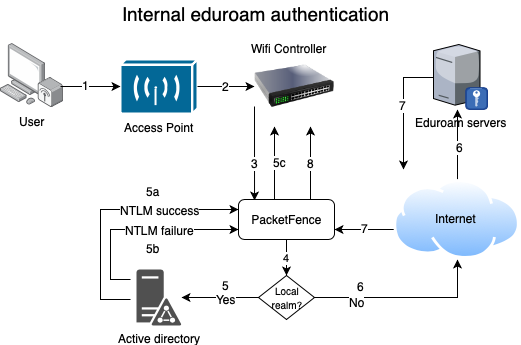 Internal eduroam authentication
Wifi Controller
1
2
7
User
Access Point
Eduroam servers
6
3
5c
8
5a
NTLM success
PacketFence
Internet
NTLM failure
7
5b
4
5
Yes
Local
realm?
6
No
Active directory